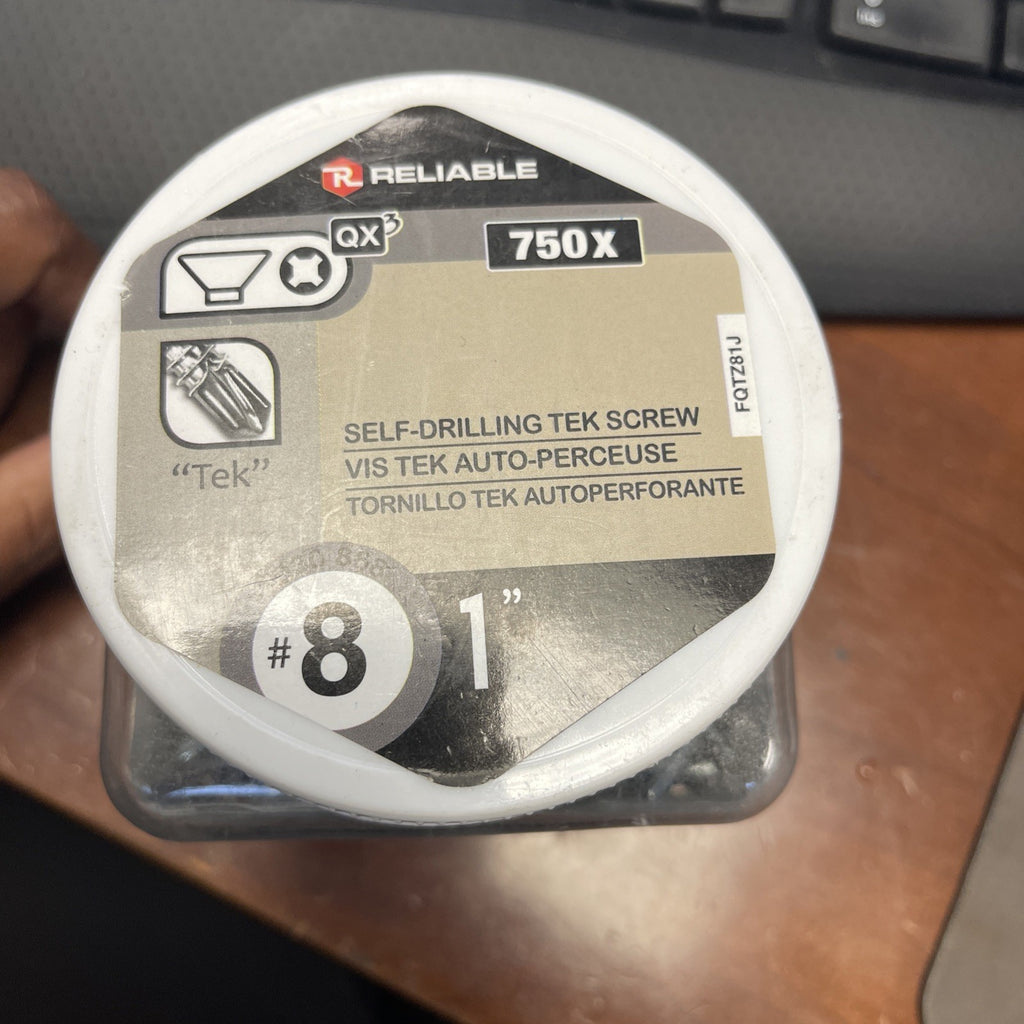 RELIABLE
QX³
750X
FQTZ81J
SELF-DRILLING TEK SCREW
VIS TEK AUTO-PERCEUSE
TORNILLO TEK AUTOPERFORANTE
“Tek”
#8 1”